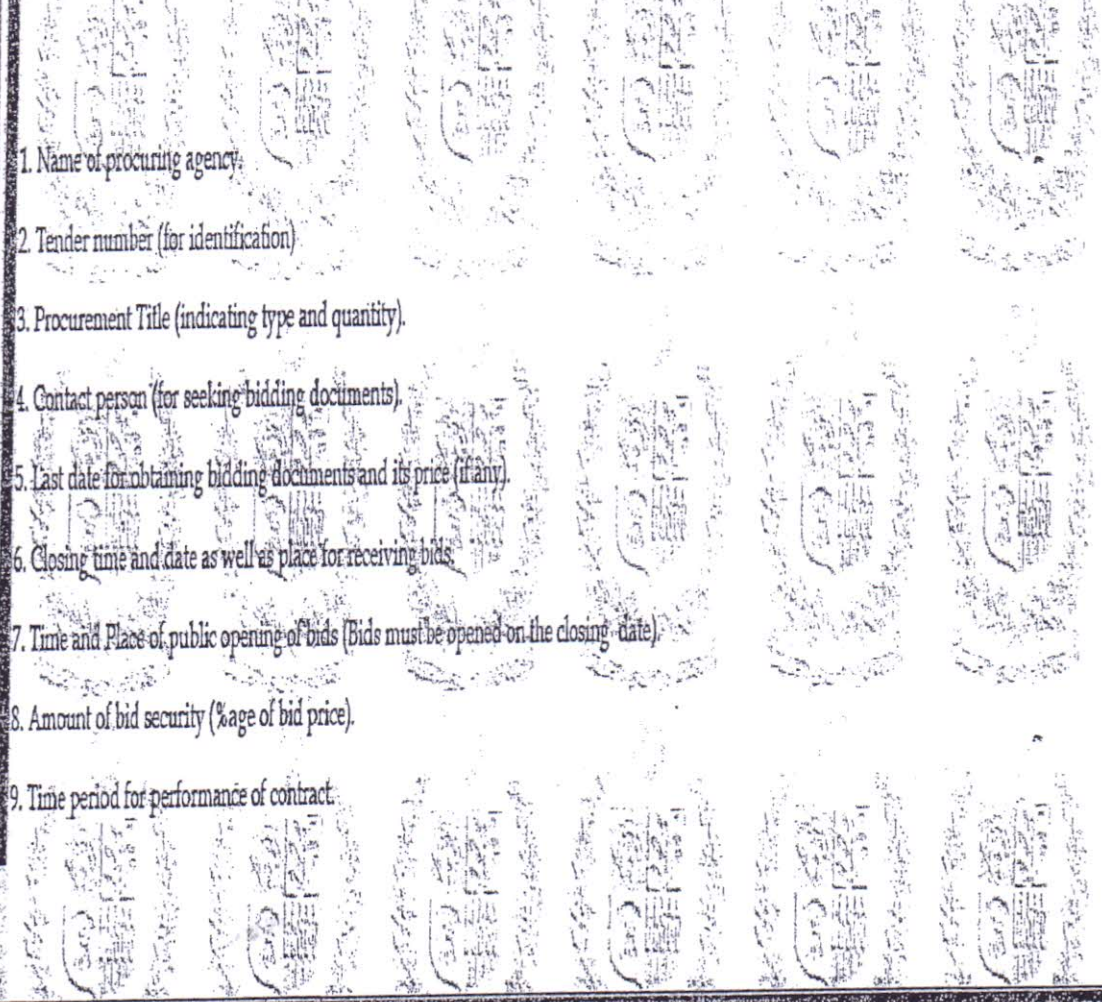 1. Name of procuring agency.
2. Tender number (for identification)
3. Procurement Title (indicating type and quantity).
4. Contact person (for seeking bidding documents).
5. Last date for obtaining bidding documents and its price (if any).
6. Closing time and date as well as place for receiving bids.
7. Time and Place of public opening of bids (Bids must be opened on the closing date).
8. Amount of bid security (%age of bid price).
9. Time period for performance of contract.